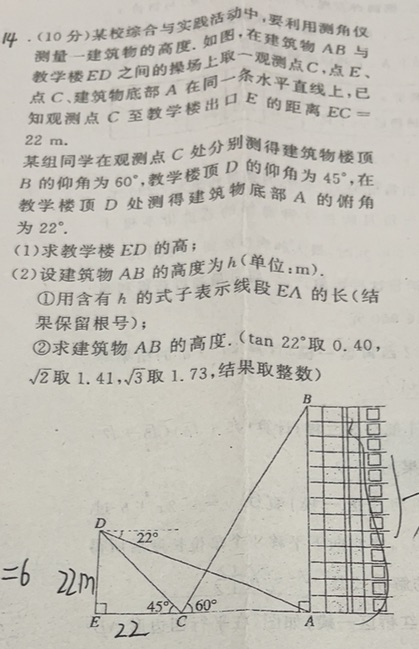 14.(10分)某校综合与实践活动中,要利用测角仪
测量一建筑物的高度.如图,在建筑物 AB 与
教学楼ED 之间的操场上取一观测点C,点E、
点 C、建筑物底部 A 在同一条水平直线上,已
知观测点 C 至教学楼出口 E 的距离 EC=
22 m.
某组同学在观测点 C 处分别测得建筑物楼顶
B 的仰角为 60°,教学楼顶 D 的仰角为 45°,在
教学楼顶 D 处测得建筑物底部 A 的俯角
为 22°.
(1)求教学楼 ED 的高;
(2)设建筑物 AB 的高度为h(单位:m).
①用含有 h 的式子表示线段 EA 的长(结
果保留根号);
②求建筑物 AB 的高度.(tan 22°取 0.40,
√2取 1.41,√3取 1.73,结果取整数)
B
D
22°
=6
22m
45°
60°
E
C
A
22